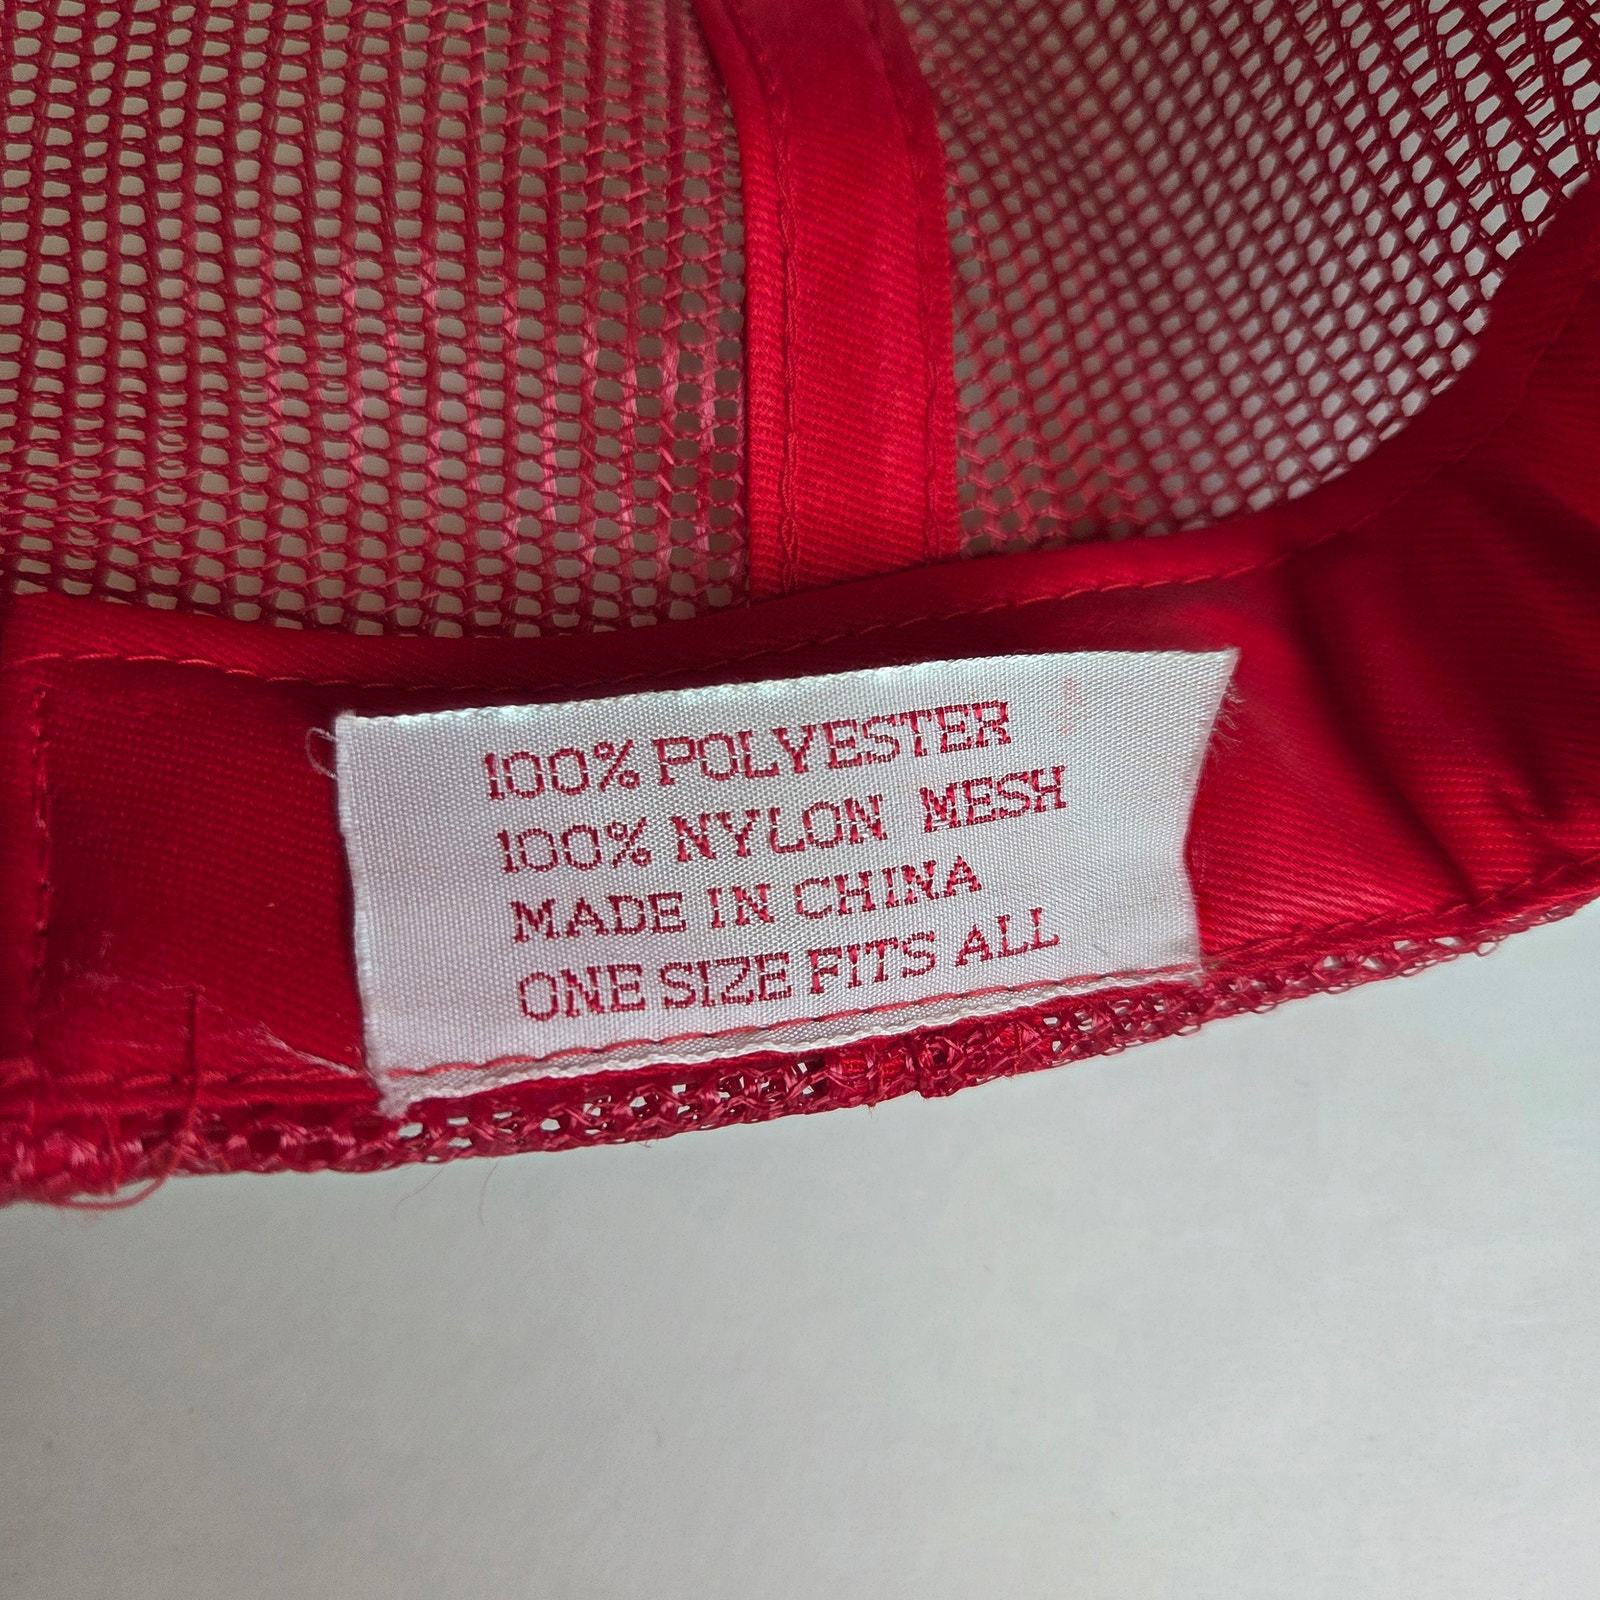 100% POLYESTER
100% NYLON MESH
MADE IN CHINA
ONE SIZE FITS ALL